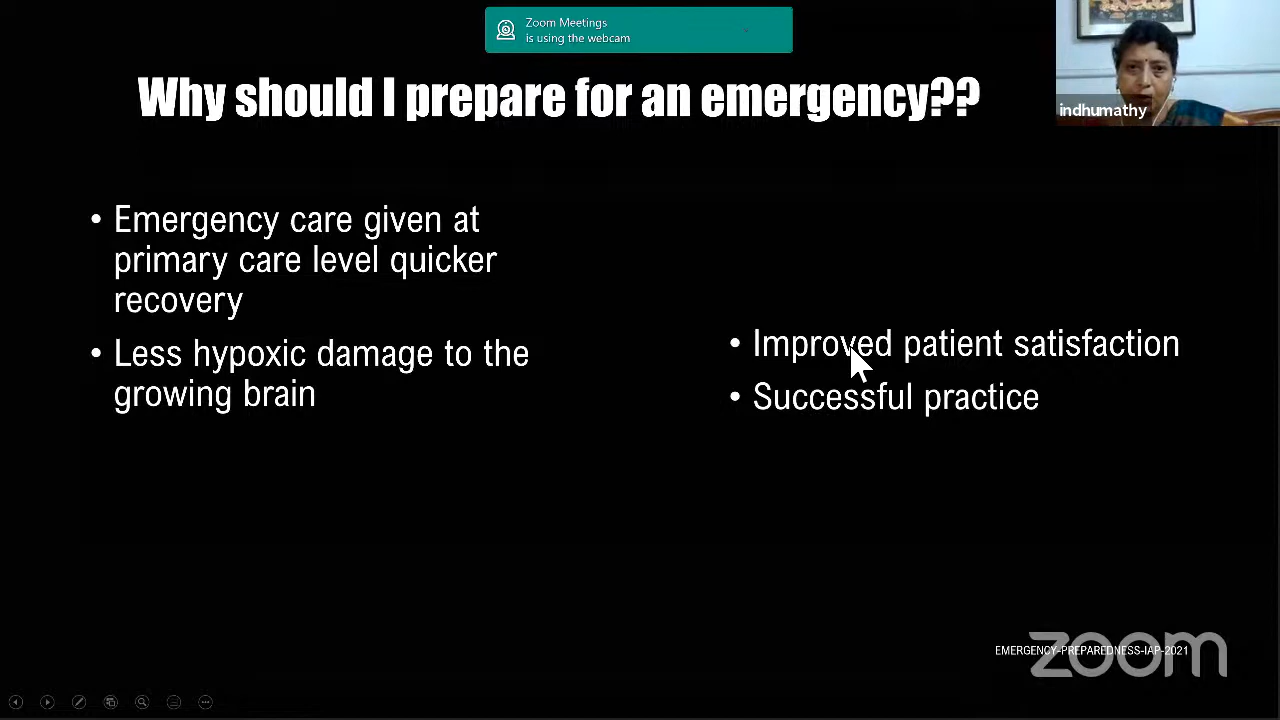 Zoom Meetings
is using the webcam
Why should I prepare for an emergency??
indhumathy
• Emergency care given at
primary care level quicker
recovery
• Less hypoxic damage to the
growing brain
• Improved patient satisfaction
• Successful practice
EMERGENCY-PREPAREDNESS-IAP-2021
zoom